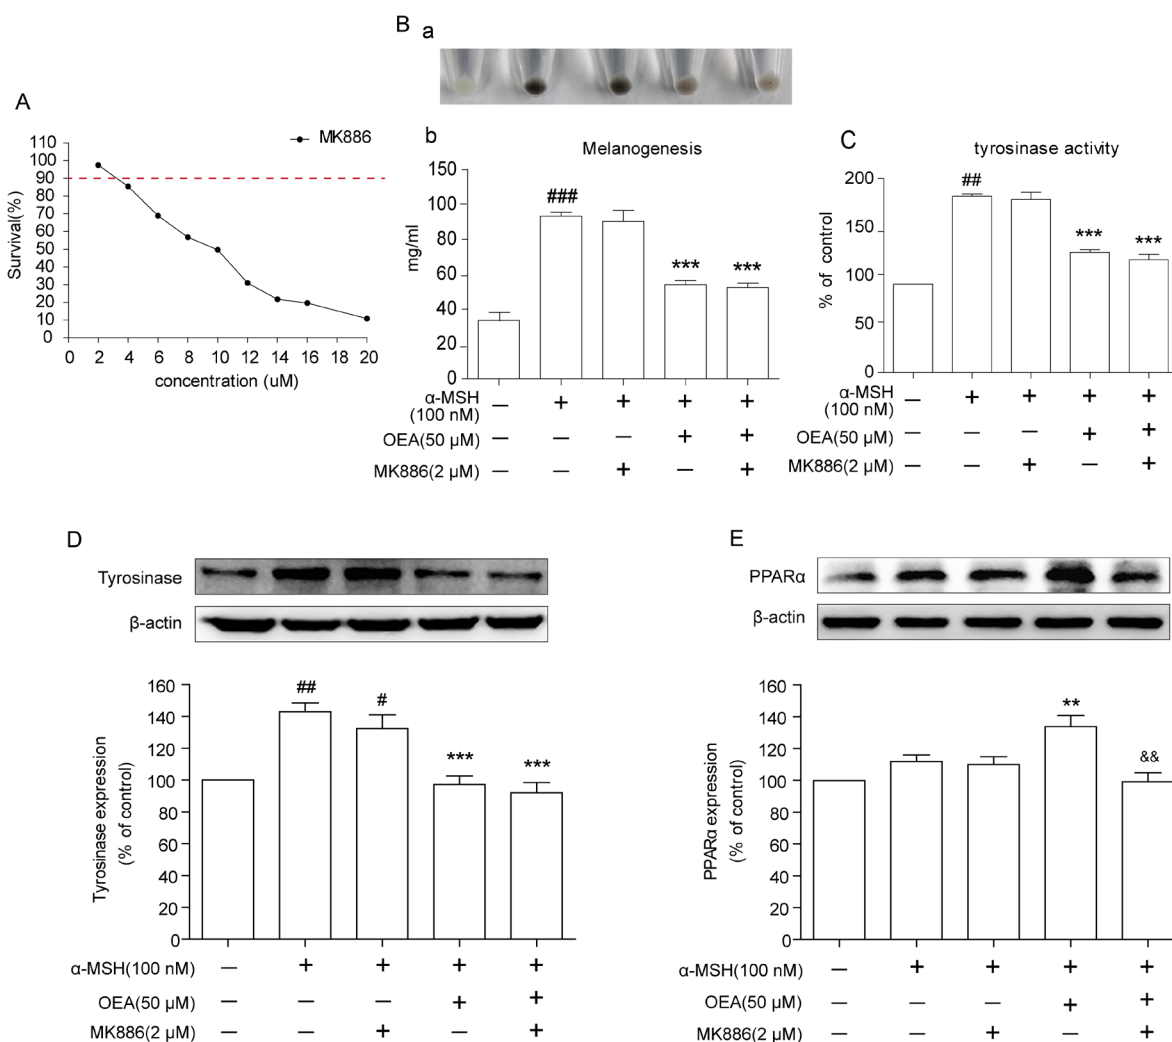 B a
A
MK886
110
100
90
80
70
60
50
40
30
20
10
0
Survival(%)
0 2 4 6 8 10 12 14 16 18 20
concentration (uM)
b
Melanogenesis
150
100
80
60
40
20
0
mg/ml
###
***
***
α-MSH
(100 nM) – + + + +
OEA(50 μM) – – – + +
MK886(2 μM) – – + – +
C
tyrosinase activity
200
150
100
50
0
% of control
##
***
***
α-MSH
(100 nM) – + + + +
OEA(50 μM) – – – + +
MK886(2 μM) – – + – +
D
Tyrosinase
β-actin
160
140
120
100
80
60
40
20
0
Tyrosinase expression
(% of control)
##
#
***
***
α-MSH(100 nM) – + + + +
OEA(50 μM) – – – + +
MK886(2 μM) – – + – +
E
PPARα
β-actin
160
140
120
100
80
60
40
20
0
PPARα expression
(% of control)
**
&&
α-MSH(100 nM) – + + + +
OEA(50 μM) – – – + +
MK886(2 μM) – – + – +